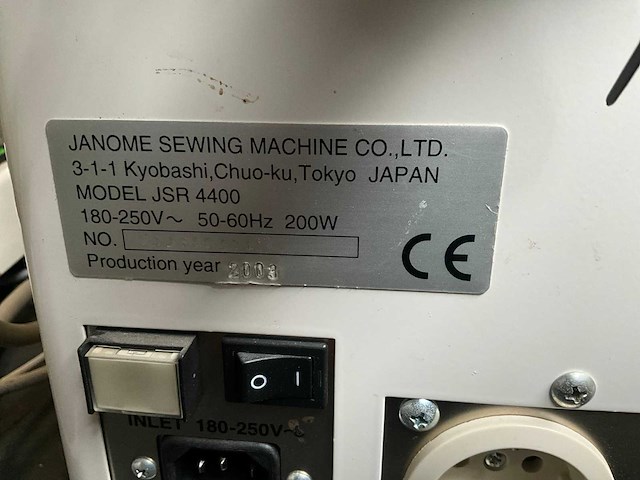 JANOME SEWING MACHINE CO.,LTD.
3-1-1 Kyobashi,Chuo-ku,Tokyo JAPAN
MODEL JSR 4400
180-250V～ 50-60Hz 200W
NO.
Production year
CE
O I
INLET 180-250V～